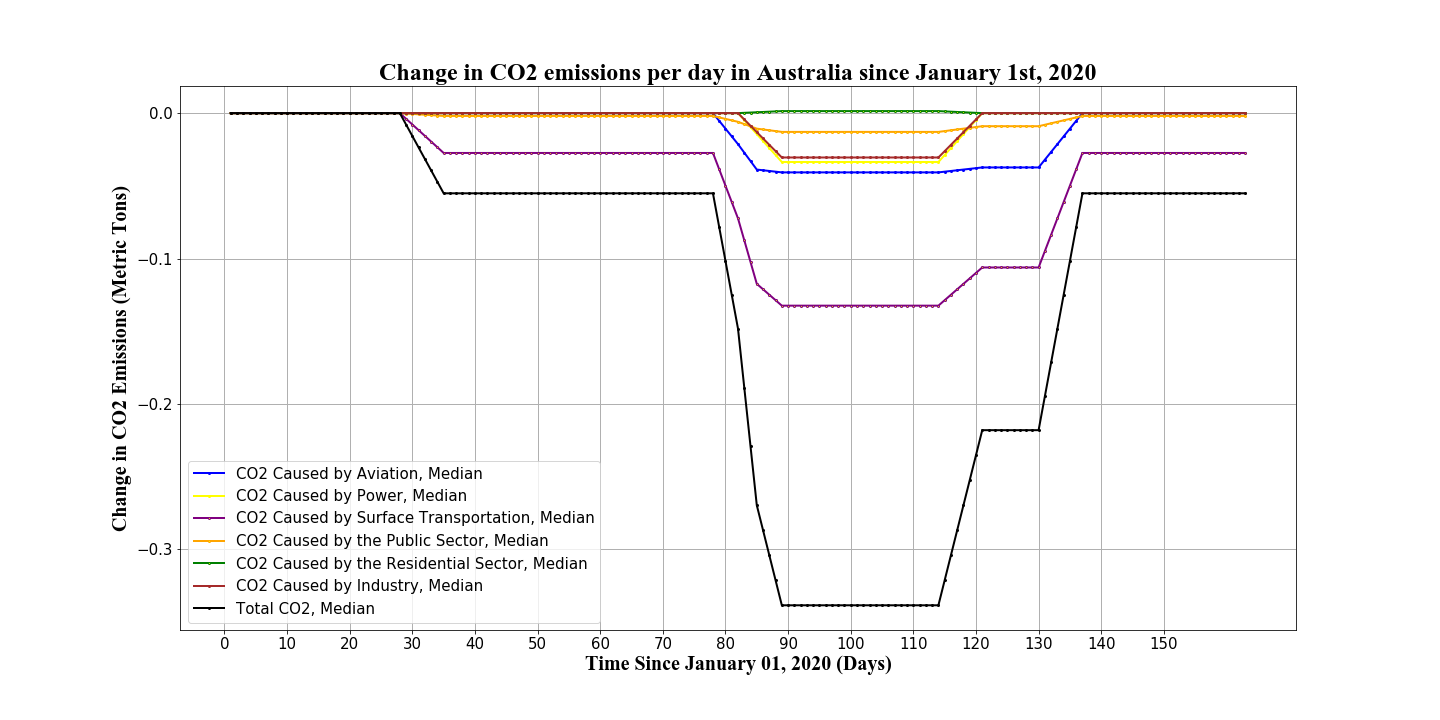 Change in CO2 emissions per day in Australia since January 1st, 2020
Change in CO2 Emissions (Metric Tons)
0.0
−0.1
−0.2
−0.3
CO2 Caused by Aviation, Median
CO2 Caused by Power, Median
CO2 Caused by Surface Transportation, Median
CO2 Caused by the Public Sector, Median
CO2 Caused by the Residential Sector, Median
CO2 Caused by Industry, Median
Total CO2, Median
0 10 20 30 40 50 60 70 80 90 100 110 120 130 140 150
Time Since January 01, 2020 (Days)